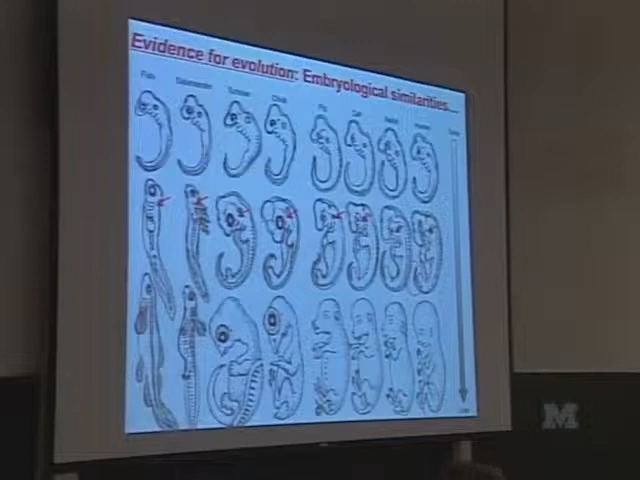 Evidence for evolution: Embryological similarities...
Fish Salamander Tortoise Chick Pig Calf Rabbit Human
M